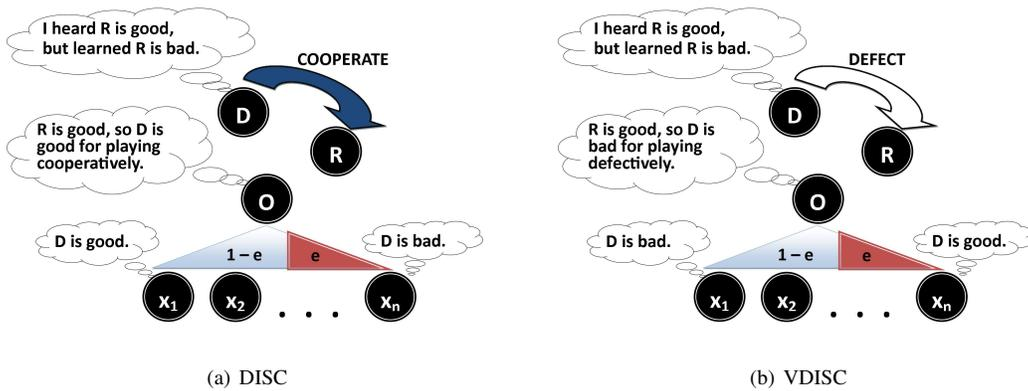 I heard R is good,
but learned R is bad.
COOPERATE
D
R is good, so D is
good for playing
cooperatively.
R
O
D is good.
1 – e
e
D is bad.
x1
x2
. . .
xn
(a) DISC
I heard R is good,
but learned R is bad.
DEFECT
D
R is good, so D is
bad for playing
defectively.
R
O
D is bad.
1 – e
e
D is good.
x1
x2
. . .
xn
(b) VDISC